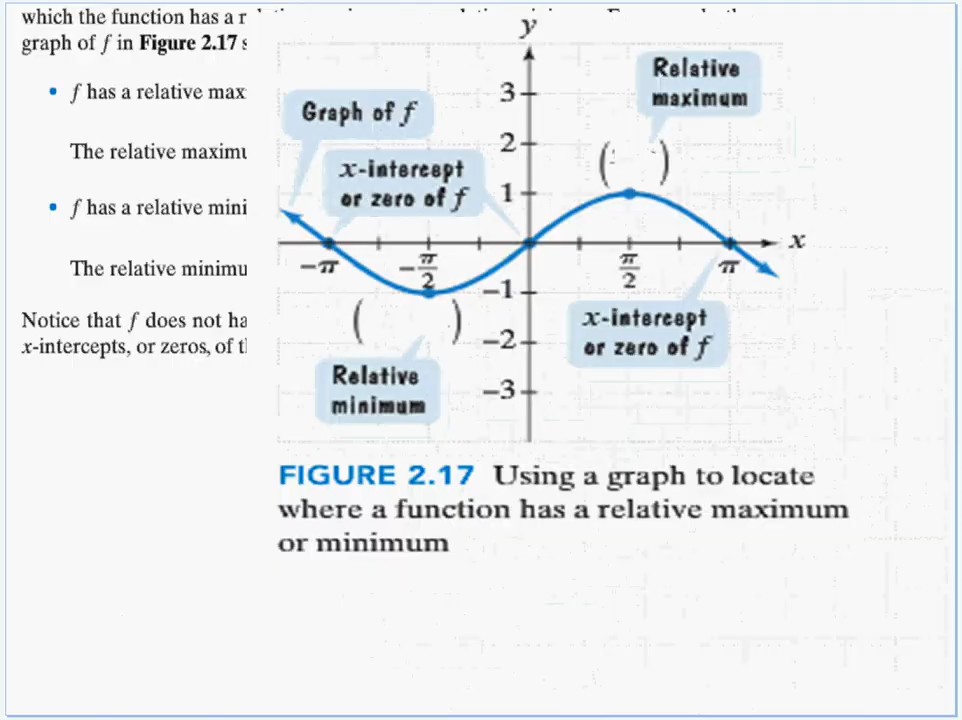 which the function has a r
graph of f in Figure 2.17 s
• f has a relative max
The relative maximu
• f has a relative mini
The relative minimu
Notice that f does not ha
x-intercepts, or zeros, of tl
y
Relative
maximum
Graph of f
x-intercept
or zero of f
3
2
1
( )
x
−π
−π/2
π/2
π
−1
−2
−3
( )
x-intercept
or zero of f
Relative
minimum
FIGURE 2.17 Using a graph to locate
where a function has a relative maximum
or minimum